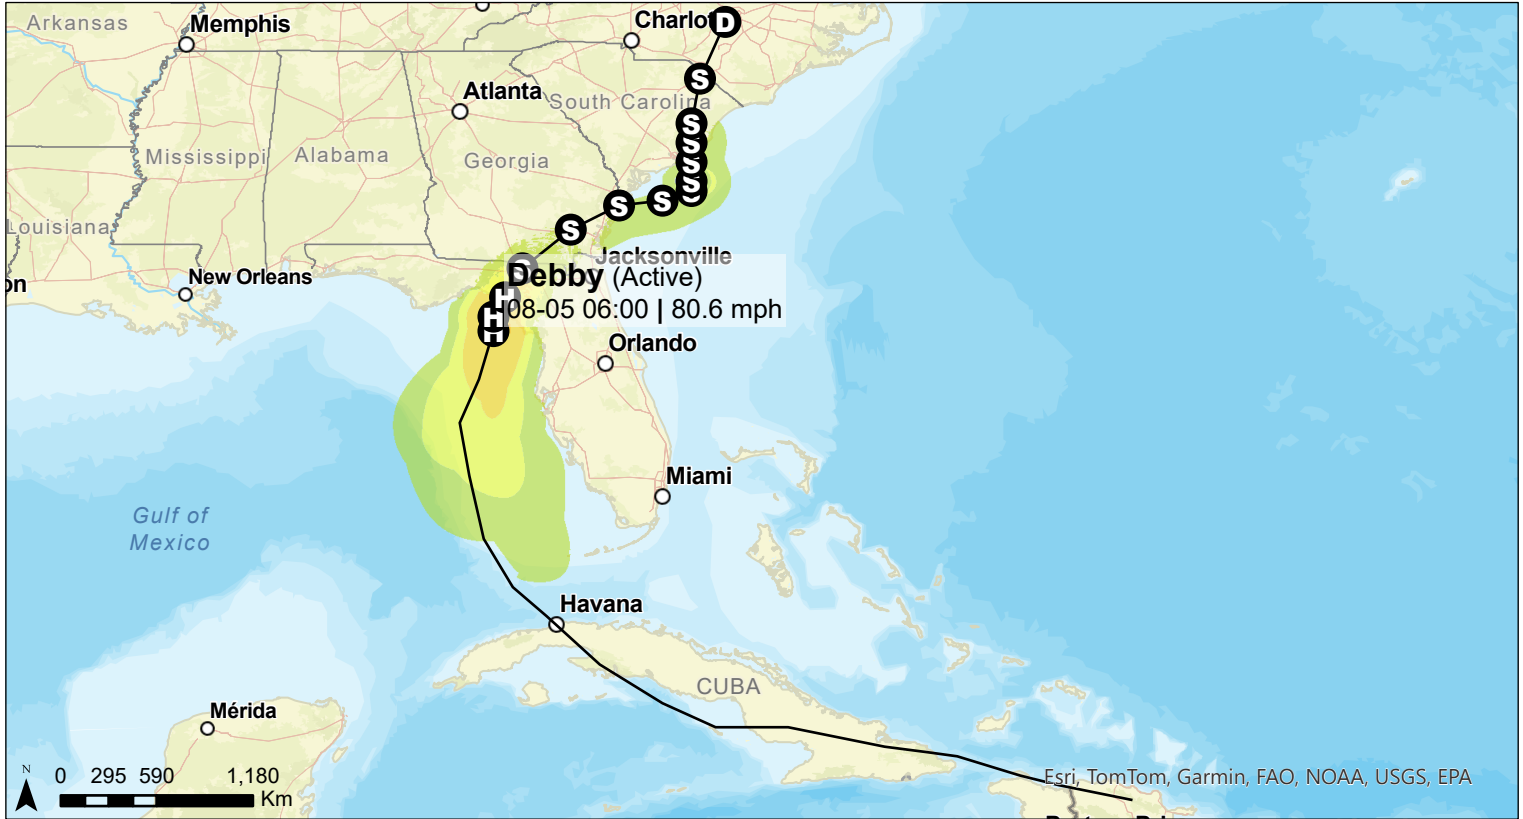 Arkansas
Memphis
Charlot
D
S
Atlanta
South Carolina
S
S
S
S
S
Mississippi
Alabama
Georgia
S
S
S
Louisiana
Jacksonville
New Orleans
on
Debby (Active)
H
08-05 06:00 | 80.6 mph
H
H
Orlando
Miami
Gulf of
Mexico
Havana
CUBA
Mérida
N
0 295 590 1,180
Km
Esri, TomTom, Garmin, FAO, NOAA, USGS, EPA